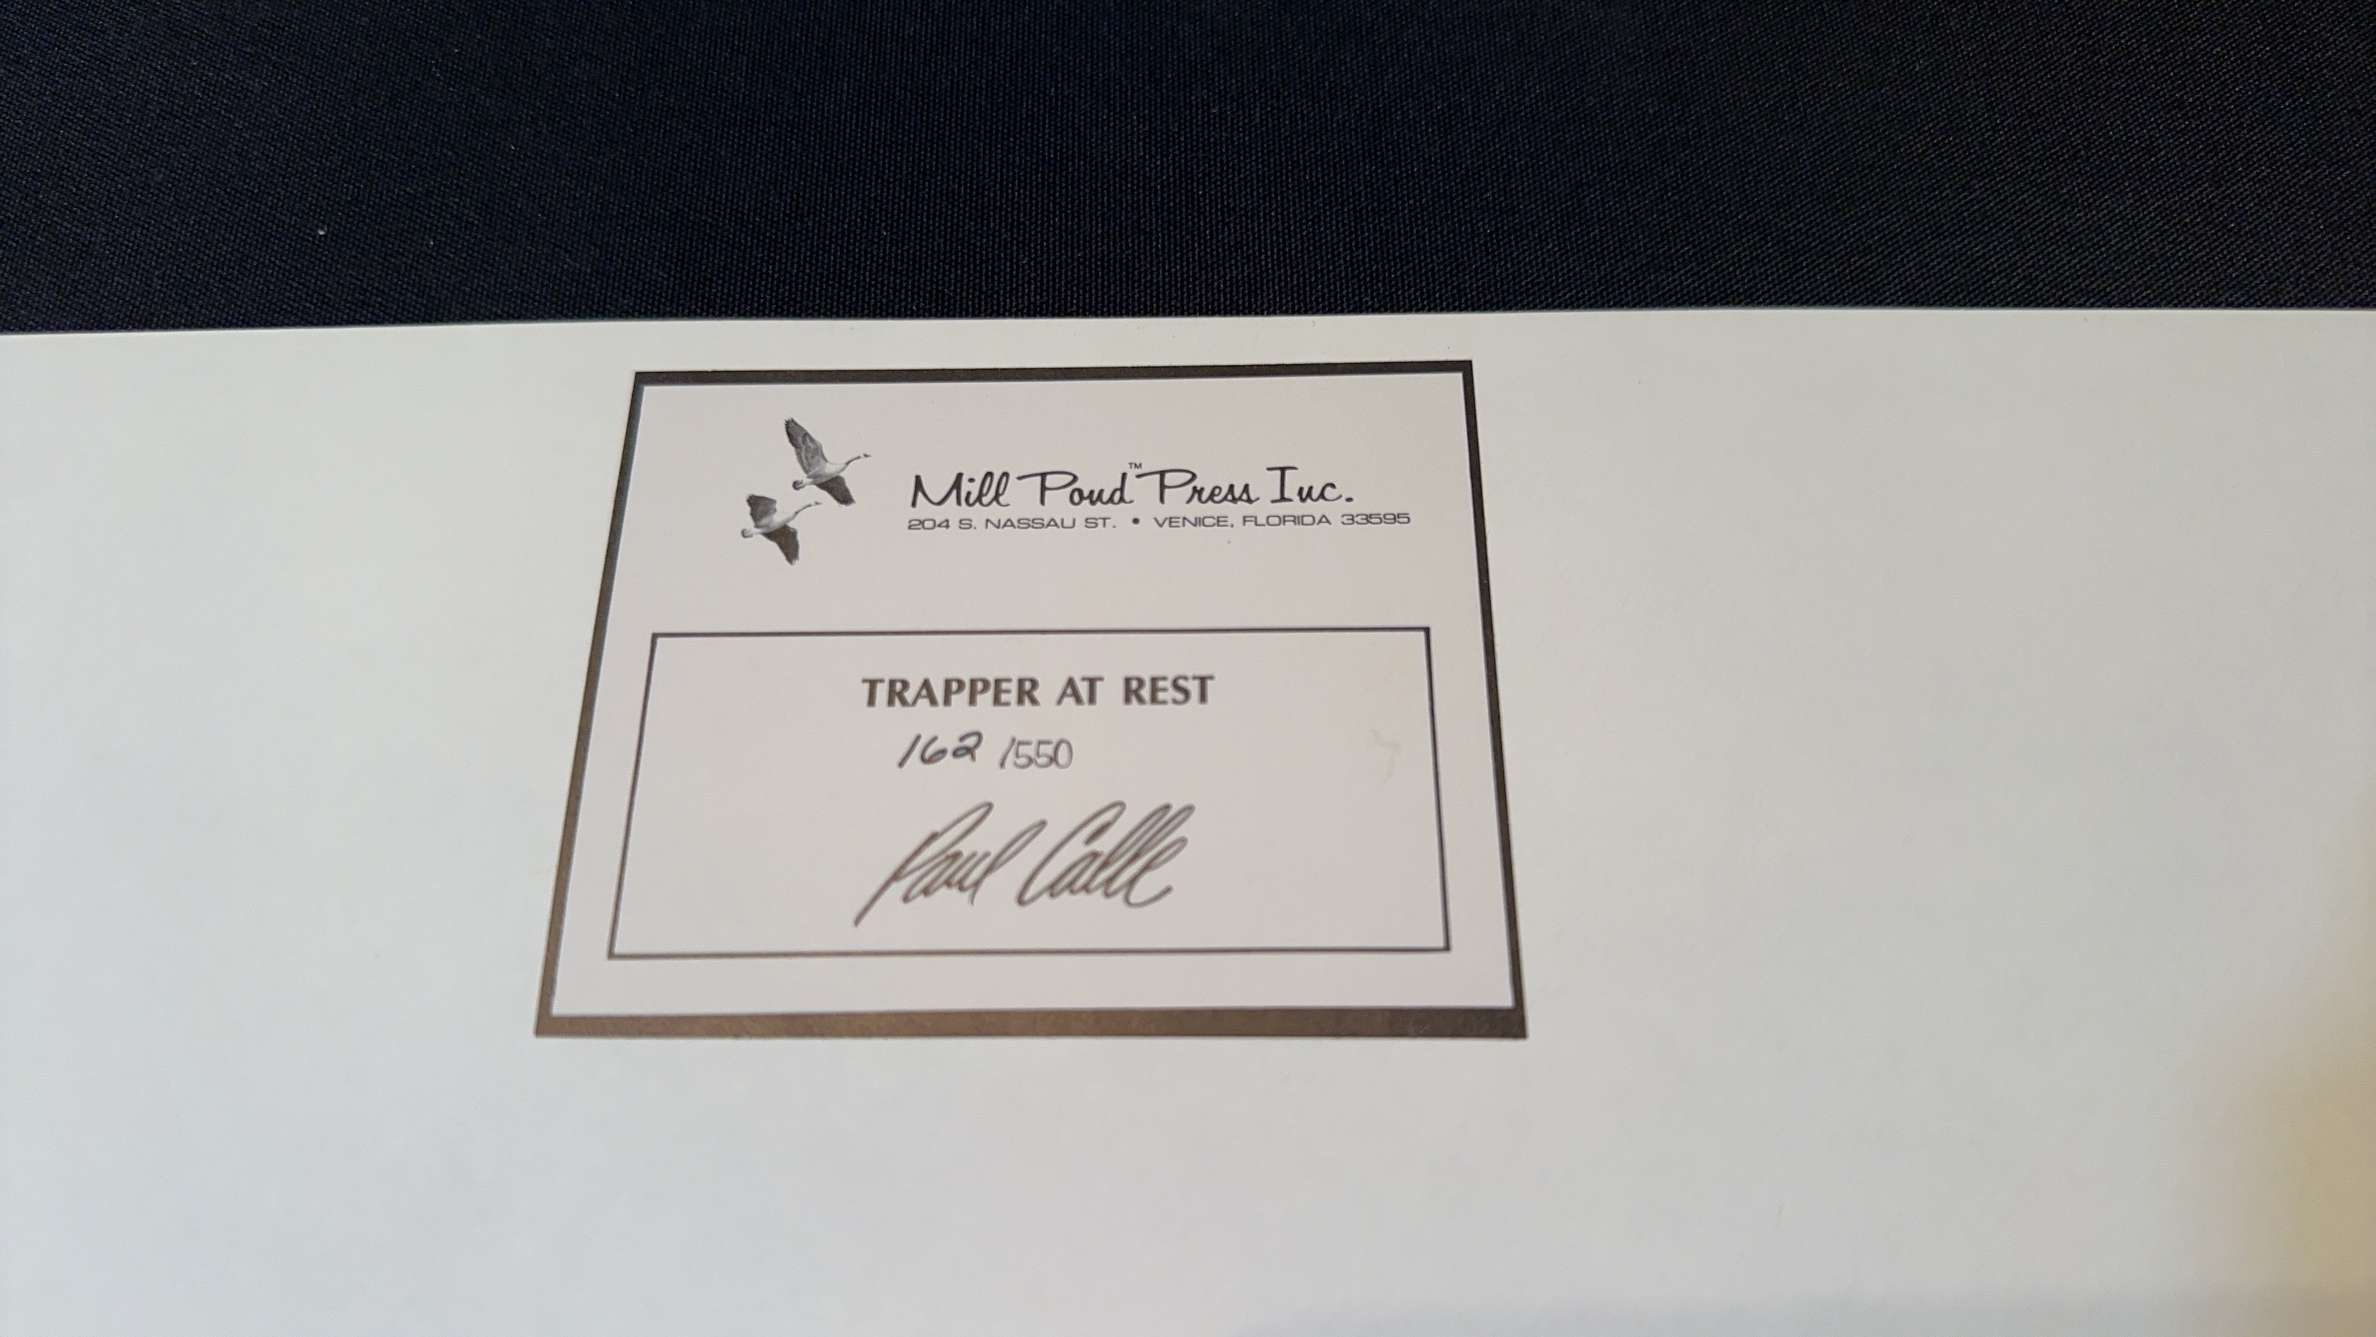 Mill Pond™ Press Inc.
204 S. NASSAU ST. • VENICE, FLORIDA 33595
TRAPPER AT REST
162/550
Paul Calle